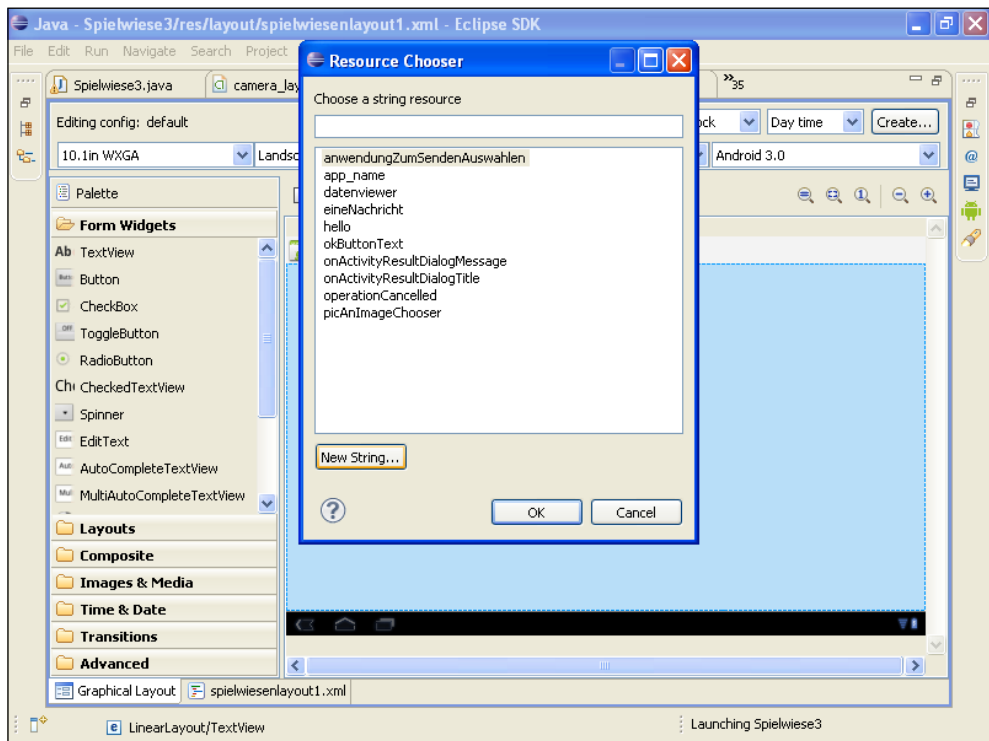 Java - Spielwiese3/res/layout/spielwiesenlayout1.xml - Eclipse SDK
File Edit Run Navigate Search Project
Spielwiese3.java
camera_lay
35
Editing config: default
ck
Day time
Create...
10.1in WXGA
Landsc
Android 3.0
Palette
Form Widgets
Ab TextView
Button
CheckBox
ToggleButton
RadioButton
CheckedTextView
Spinner
EditText
AutoCompleteTextView
MultiAutoCompleteTextView
Layouts
Composite
Images & Media
Time & Date
Transitions
Advanced
Resource Chooser
Choose a string resource
anwendungZumSendenAuswahlen
app_name
datenviewer
eineNachricht
hello
okButtonText
onActivityResultDialogMessage
onActivityResultDialogTitle
operationCancelled
picAnImageChooser
New String...
OK
Cancel
Graphical Layout
spielwiesenlayout1.xml
LinearLayout/TextView
Launching Spielwiese3